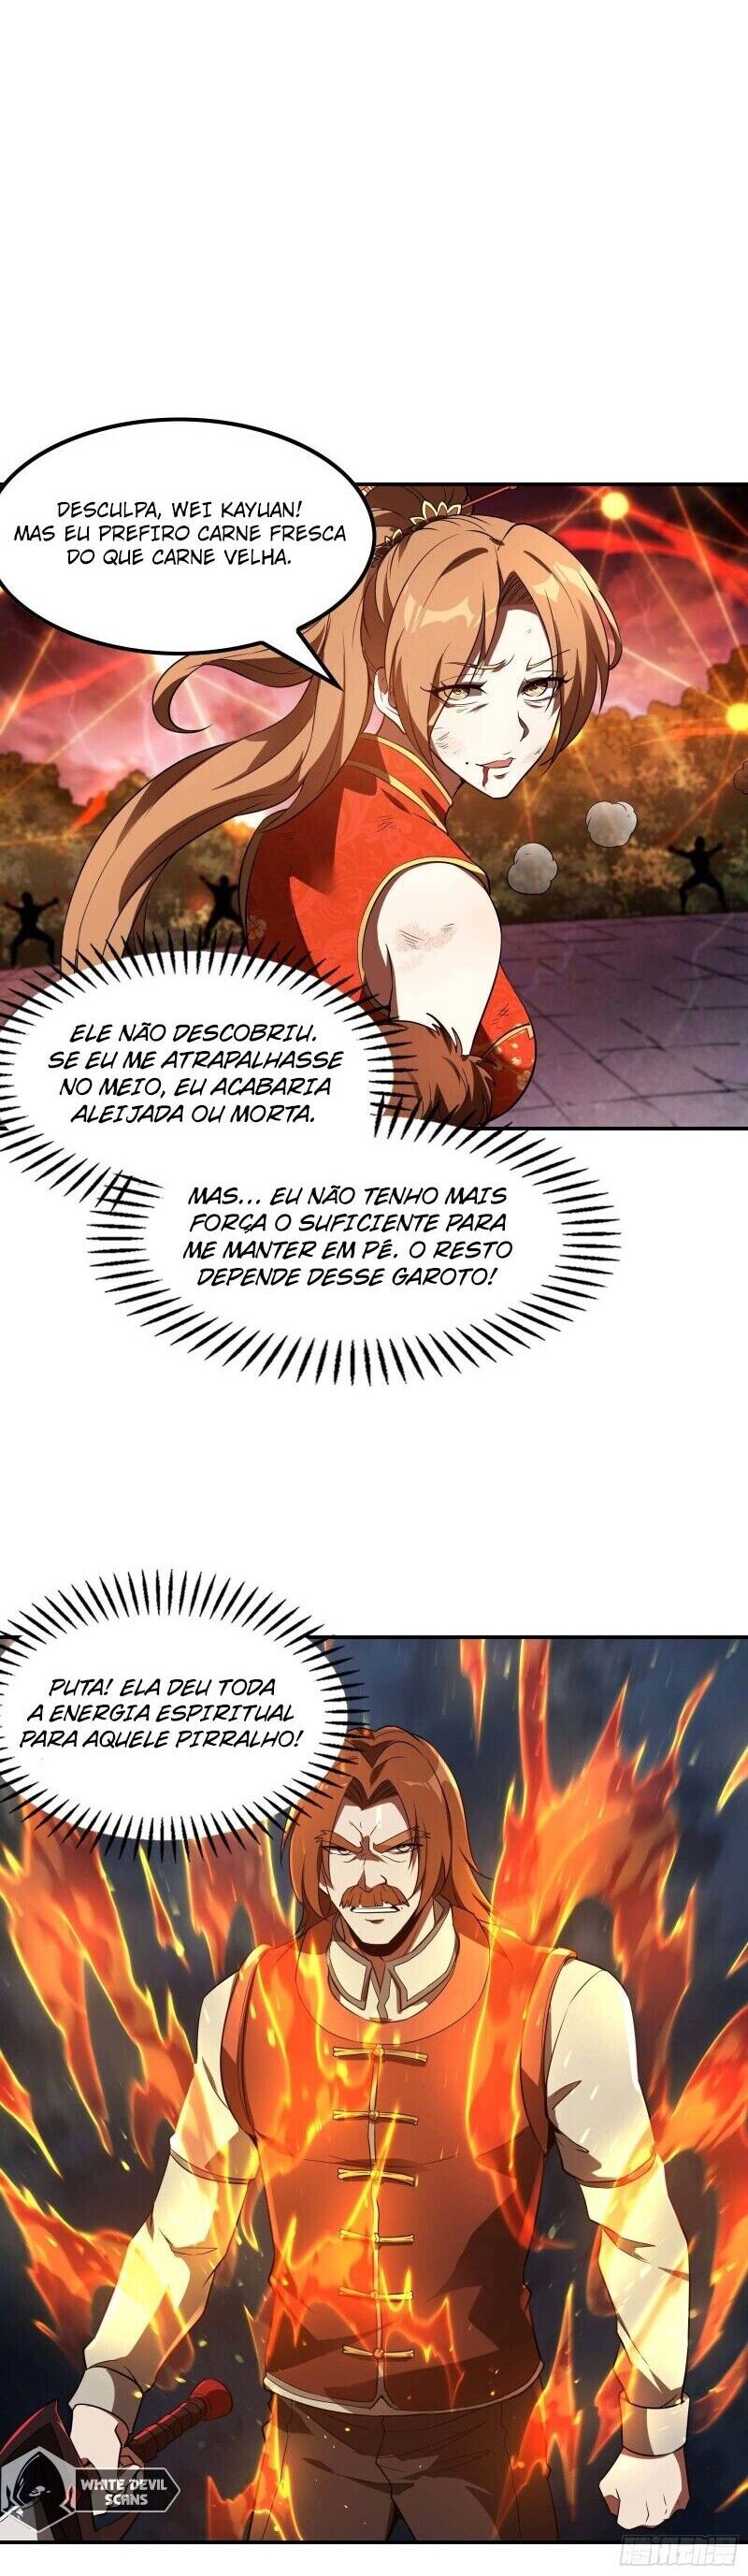 DESCULPA, WEI KAYUAN!
MAS EU PREFIRO CARNE FRESCA
DO QUE CARNE VELHA.
ELE NÃO DESCOBRIU.
SE EU ME ATRAPALHASSE
NO MEIO, EU ACABARIA
ALEIJADA OU MORTA.
MAS... EU NÃO TENHO MAIS
FORÇA O SUFICIENTE PARA
ME MANTER EM PÉ. O RESTO
DEPENDE DESSE GAROTO!
PUTA! ELA DEU TODA
A ENERGIA ESPIRITUAL
PARA AQUELE PIRRALHO!
WHITE DEVIL
SCANS